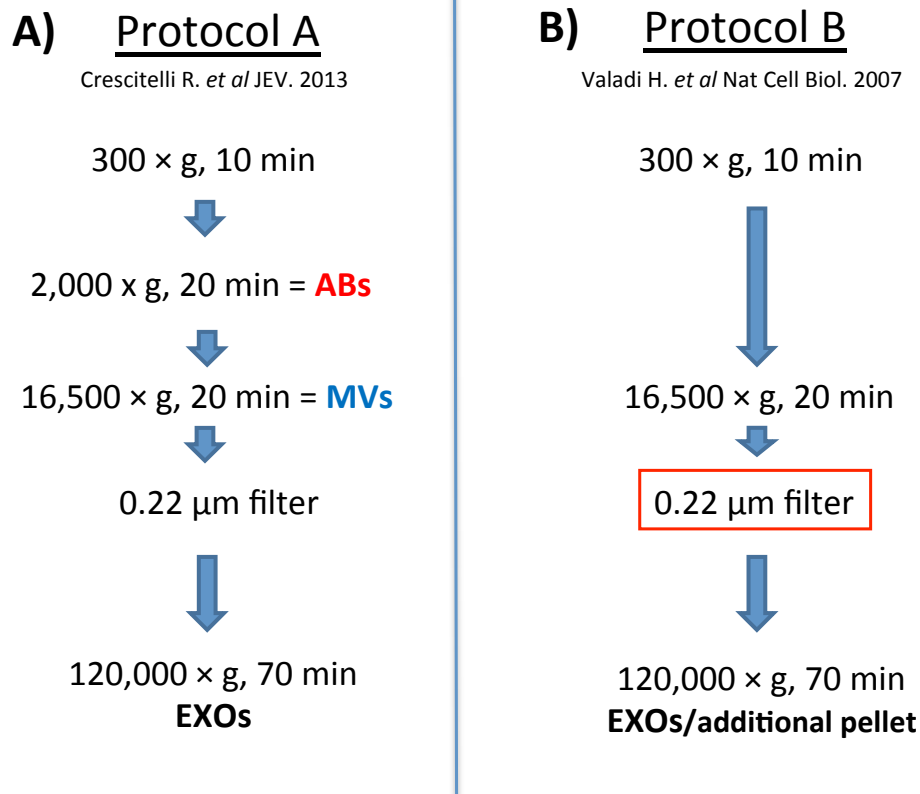 A) Protocol A
Crescitelli R. et al JEV. 2013
300 × g, 10 min
2,000 x g, 20 min = ABs
16,500 × g, 20 min = MVs
0.22 μm filter
120,000 × g, 70 min
EXOs
B) Protocol B
Valadi H. et al Nat Cell Biol. 2007
300 × g, 10 min
16,500 × g, 20 min
0.22 μm filter
120,000 × g, 70 min
EXOs/additional pellet